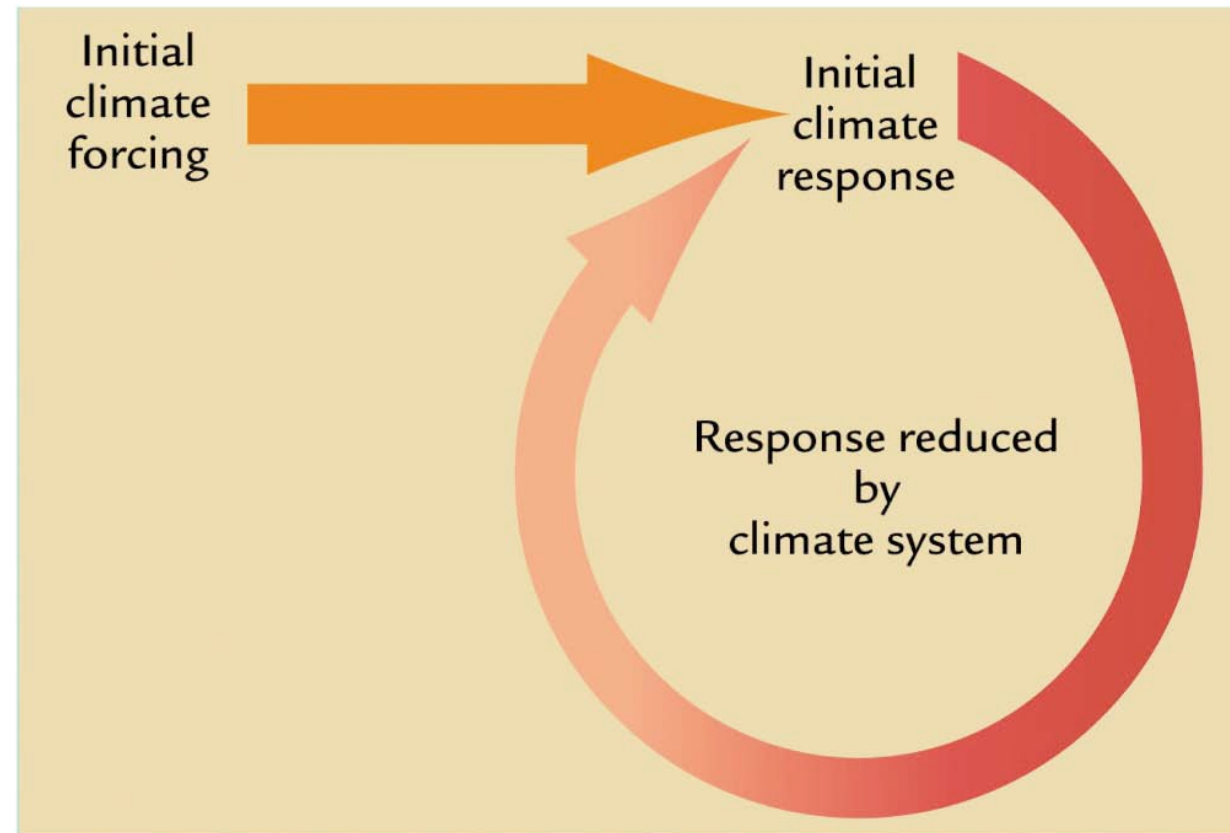 Initial
climate
forcing
Initial
climate
response
Response reduced
by
climate system